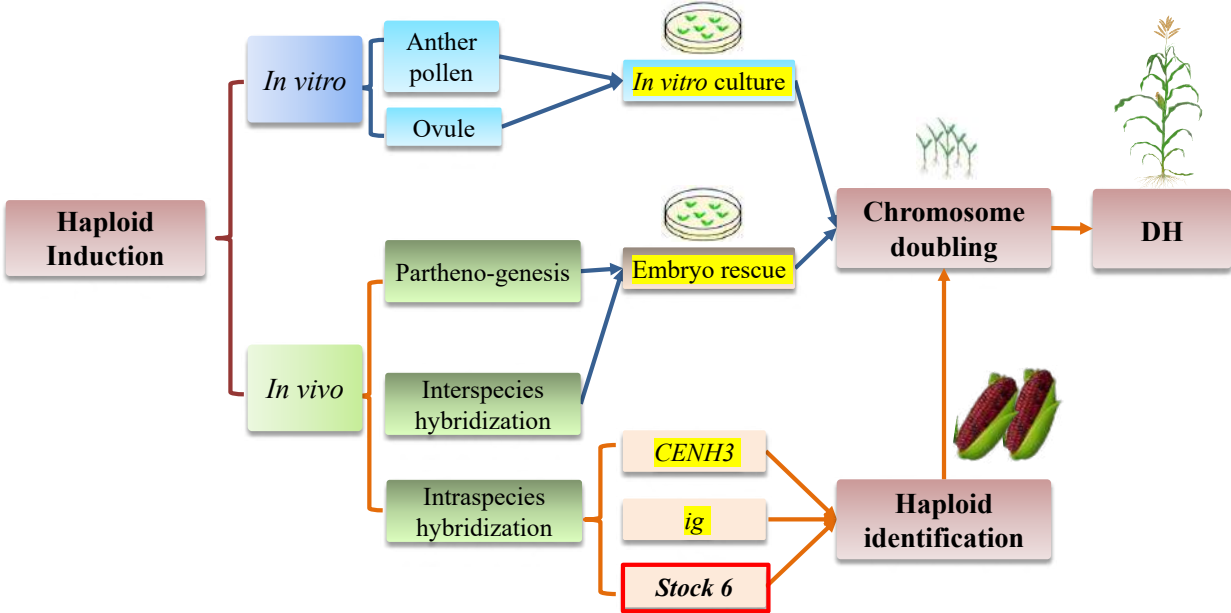 Haploid
Induction
In vitro
Anther
pollen
Ovule
In vitro culture
In vivo
Partheno-genesis
Interspecies
hybridization
Intraspecies
hybridization
Embryo rescue
CENH3
ig
Stock 6
Haploid
identification
Chromosome
doubling
DH